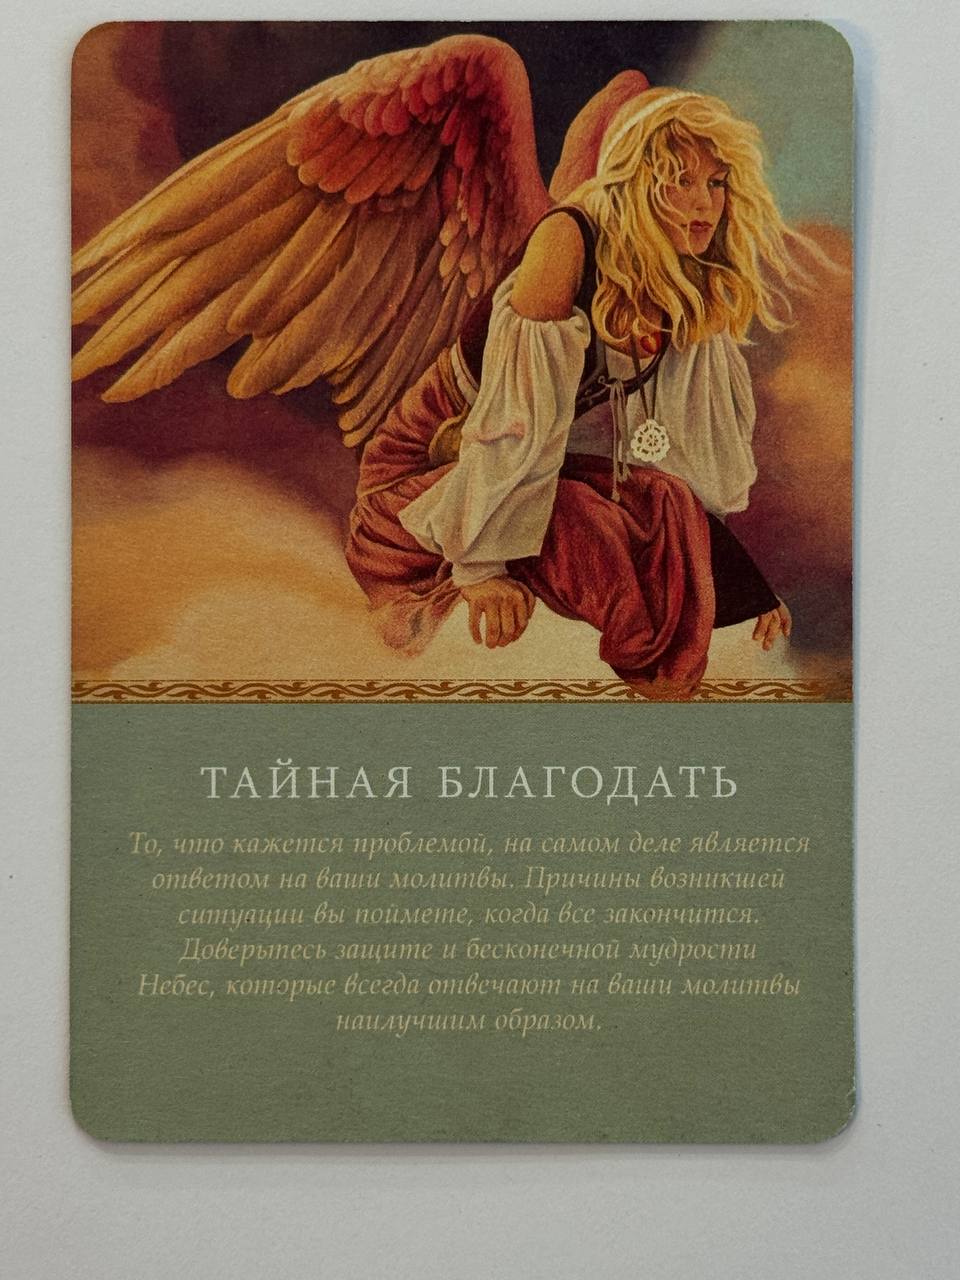 ТАЙНАЯ БЛАГОДАТЬ
То, что кажется проблемой, на самом деле является
ответом на ваши молитвы. Причины возникшей
ситуации вы поймете, когда все закончится.
Доверьтесь защите и бесконечной мудрости
Небес, которые всегда отвечают на ваши молитвы
наилучшим образом.